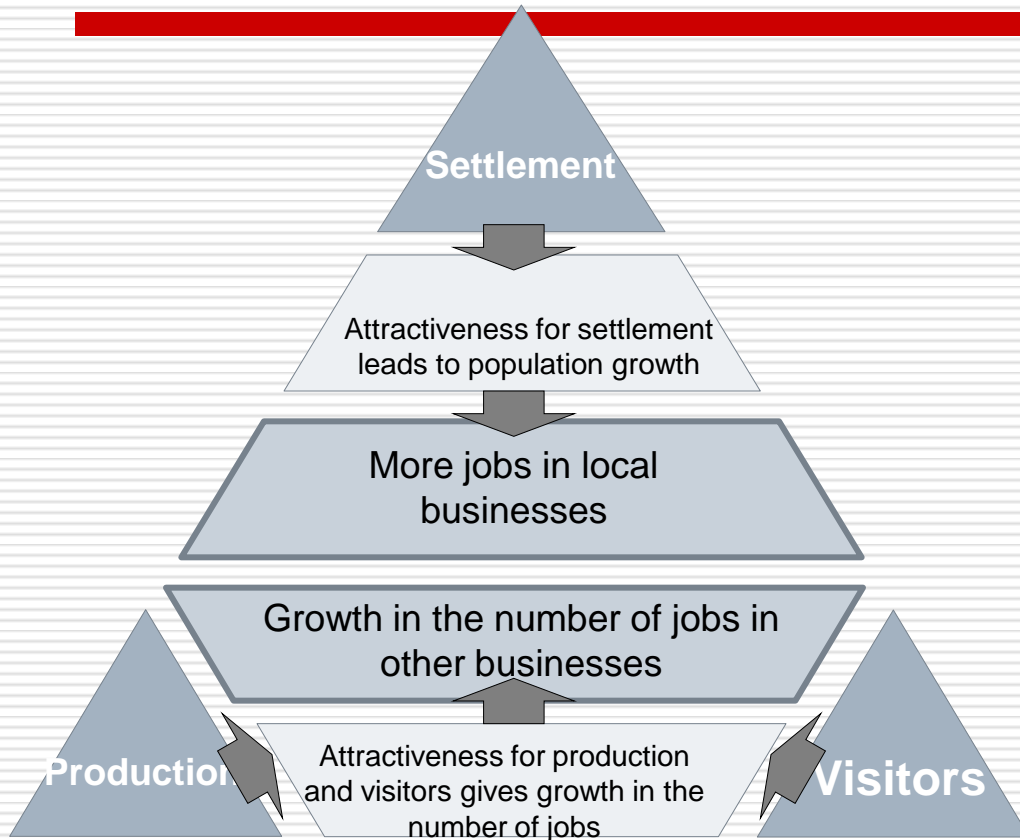 Settlement
Attractiveness for settlement
leads to population growth
More jobs in local
businesses
Growth in the number of jobs in
other businesses
Production
Attractiveness for production
and visitors gives growth in the
number of jobs
Visitors